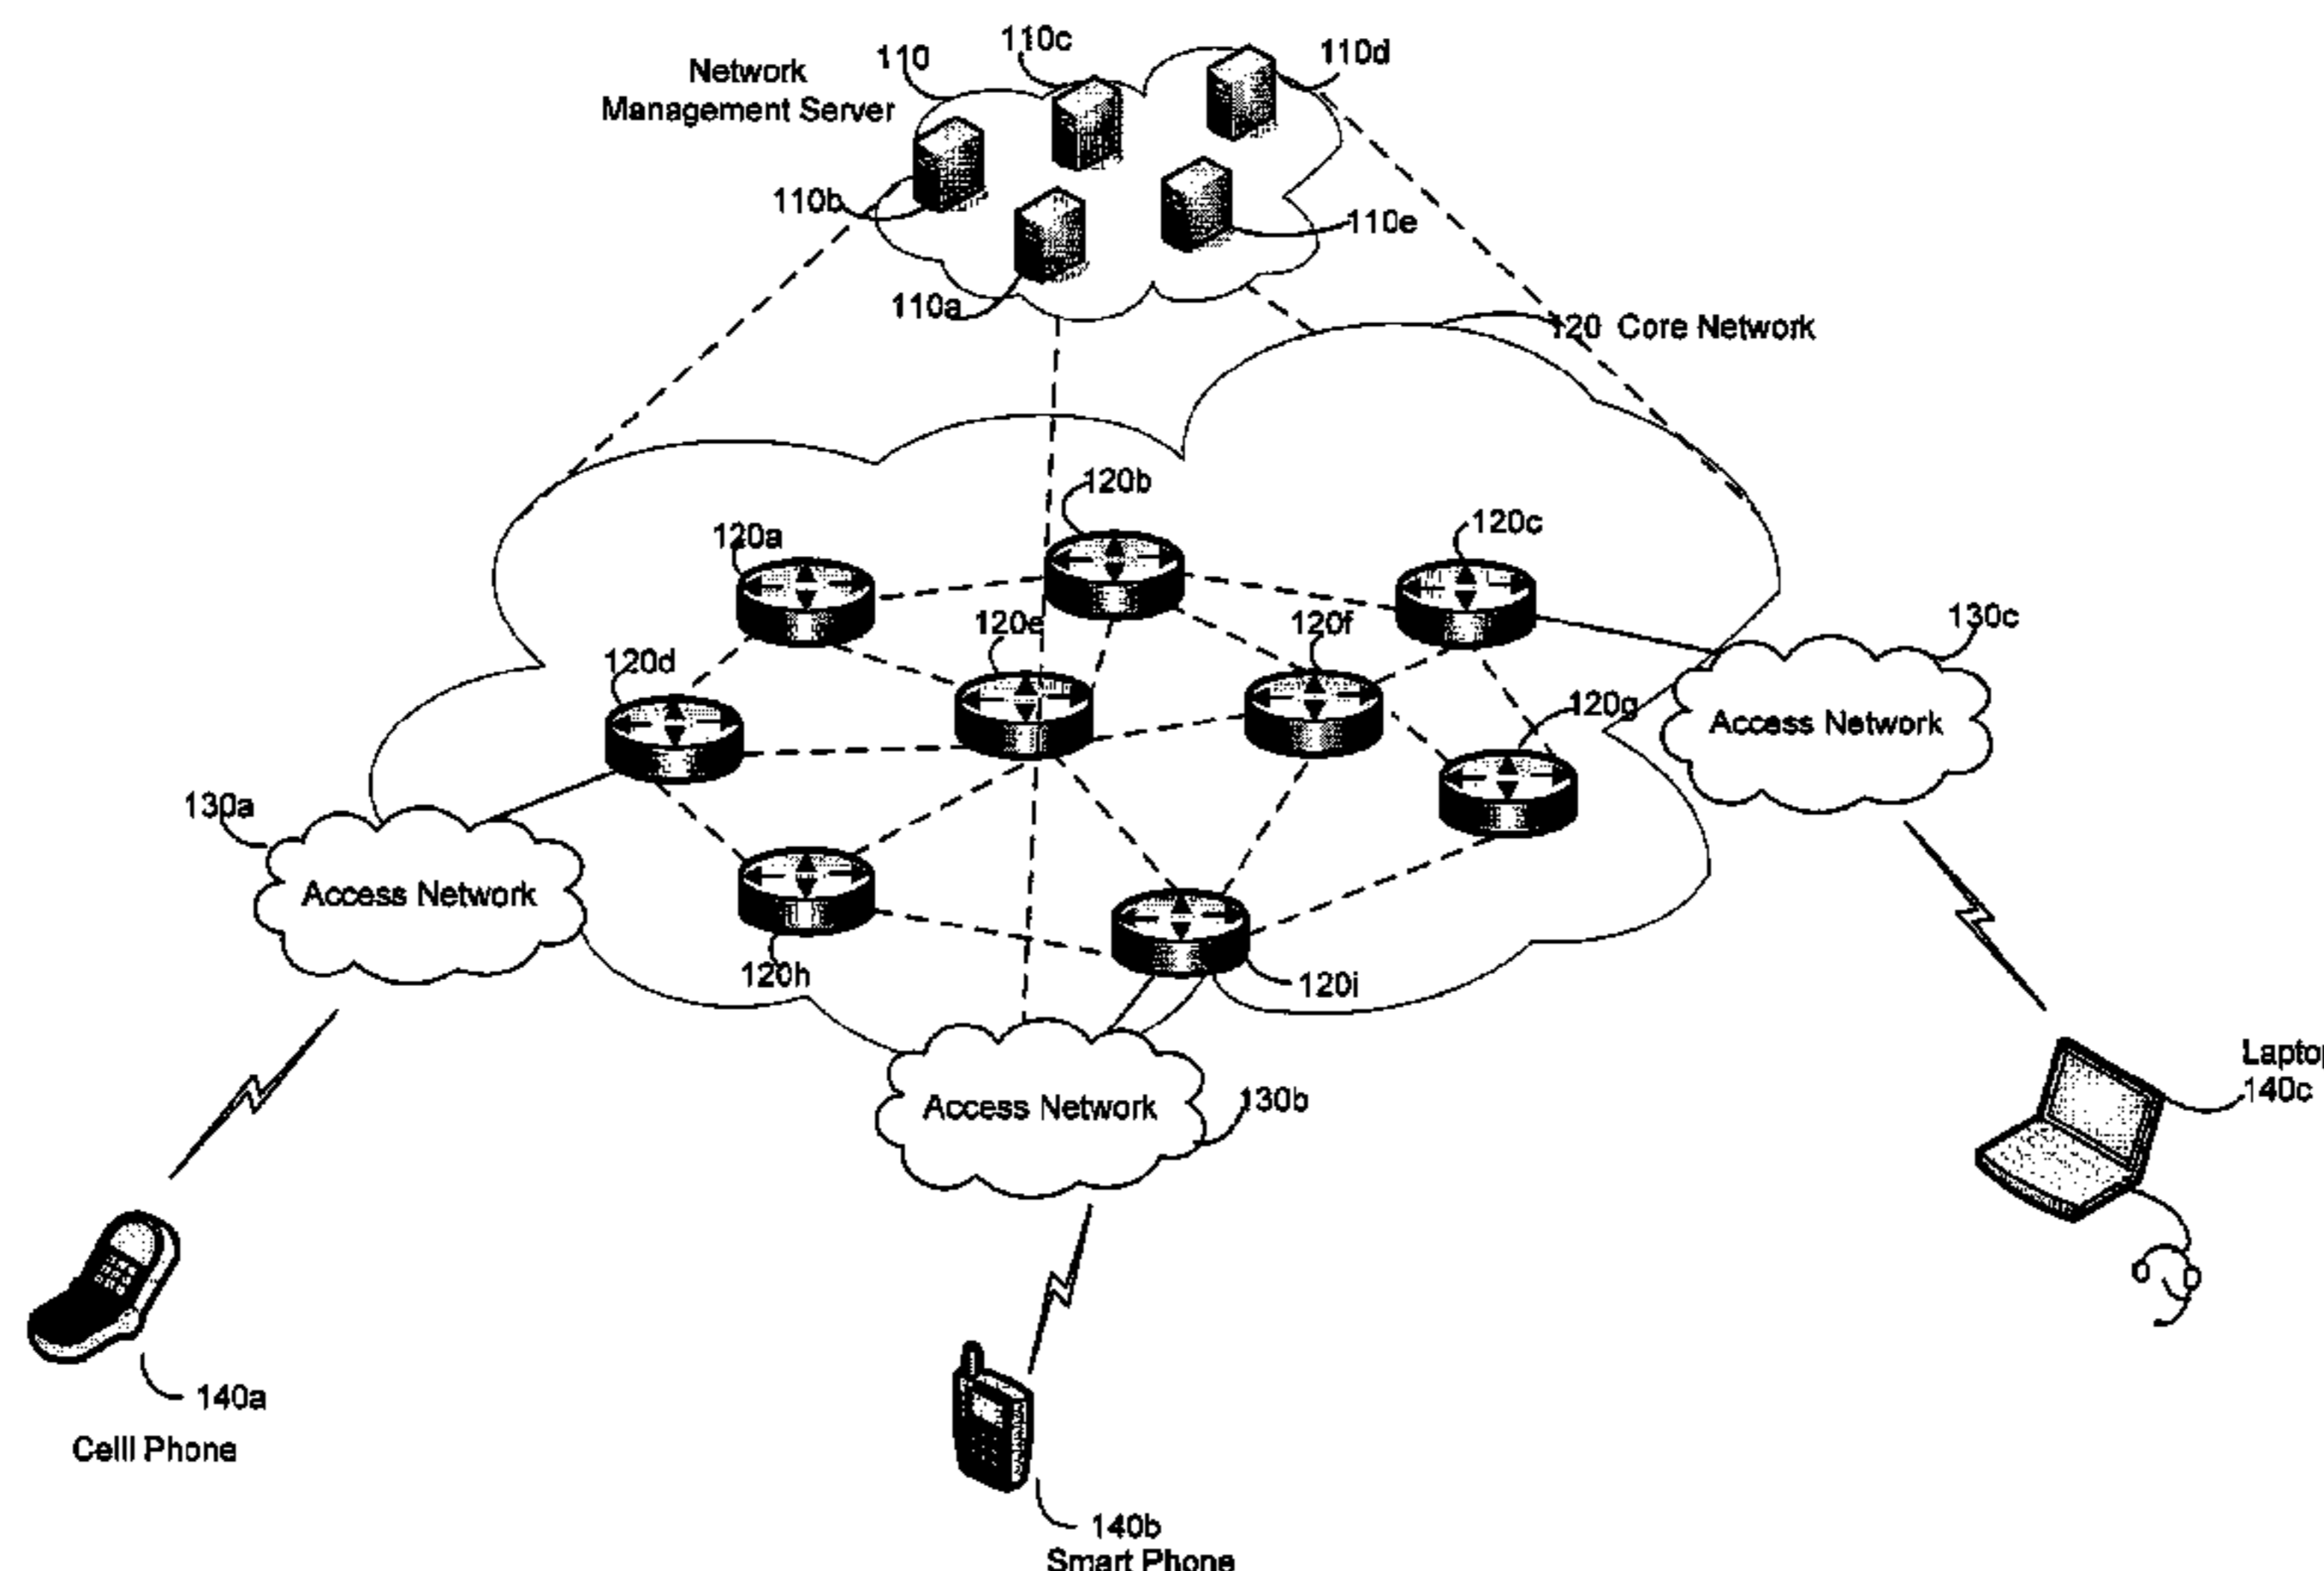 110c
110d
110
Network
Management Server
110b
110e
110a
120 Core Network
120b
120a
120c
120e
120f
130c
120d
120g
Access Network
130a
Access Network
120h
120i
Laptop
140c
Access Network
130b
140a
Celll Phone
140b
Smart Phone